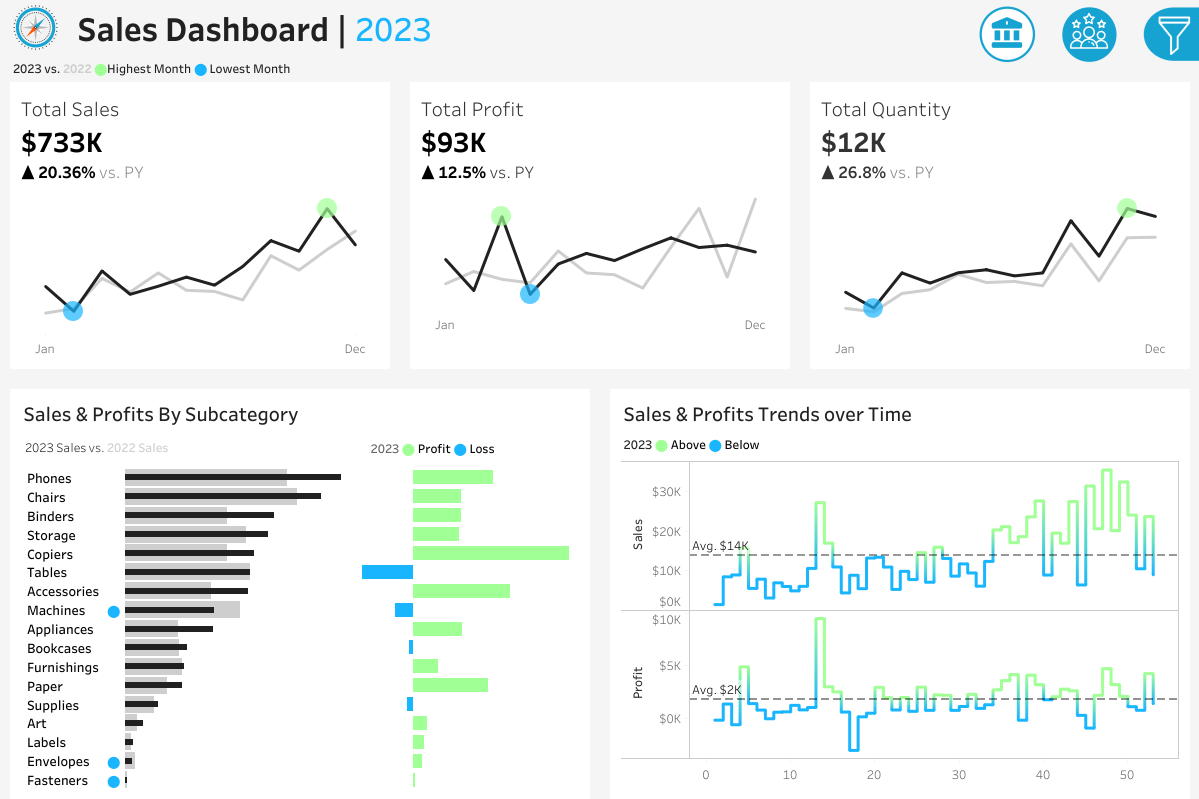 Sales Dashboard | 2023
2023 vs. 2022 Highest Month Lowest Month
Total Sales
$733K
▲ 20.36% vs. PY
Jan Dec
Total Profit
$93K
▲ 12.5% vs. PY
Jan Dec
Total Quantity
$12K
▲ 26.8% vs. PY
Jan Dec
Sales & Profits By Subcategory
2023 Sales vs. 2022 Sales
2023 Profit Loss
Phones
Chairs
Binders
Storage
Copiers
Tables
Accessories
Machines
Appliances
Bookcases
Furnishings
Paper
Supplies
Art
Labels
Envelopes
Fasteners
Sales & Profits Trends over Time
2023 Above Below
Sales
$30K
$20K
Avg. $14K
$10K
$0K
Profit
$10K
$5K
Avg. $2K
$0K
0 10 20 30 40 50